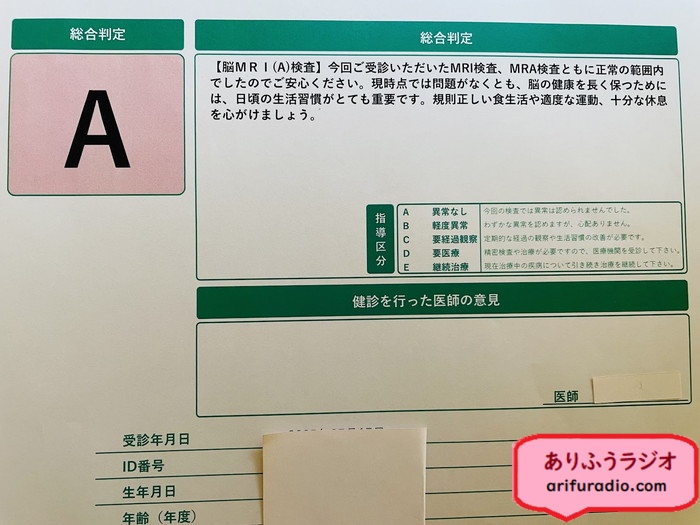 総合判定
総合判定
A
【脳ＭＲＩ(A)検査】今回ご受診いただいたMRI検査、MRA検査ともに正常の範囲内
でしたのでご安心ください。現時点では問題がなくとも、脳の健康を長く保つために
は、日頃の生活習慣がとても重要です。規則正しい食生活や適度な運動、十分な休息
を心がけましょう。
指導区分
A 異常なし 今回の検査では異常は認められませんでした。
B 軽度異常 わずかな異常を認めますが、心配ありません。
C 要経過観察 定期的な経過の観察や生活習慣の改善が必要です。
D 要医療 精密検査や治療が必要ですので、医療機関を受診して下さい。
E 継続治療 現在治療中の疾病について引き続き治療を継続して下さい。
健診を行った医師の意見
医師
受診年月日
ID番号
生年月日
年齢（年度）
ありふうラジオ
arifuradio.com